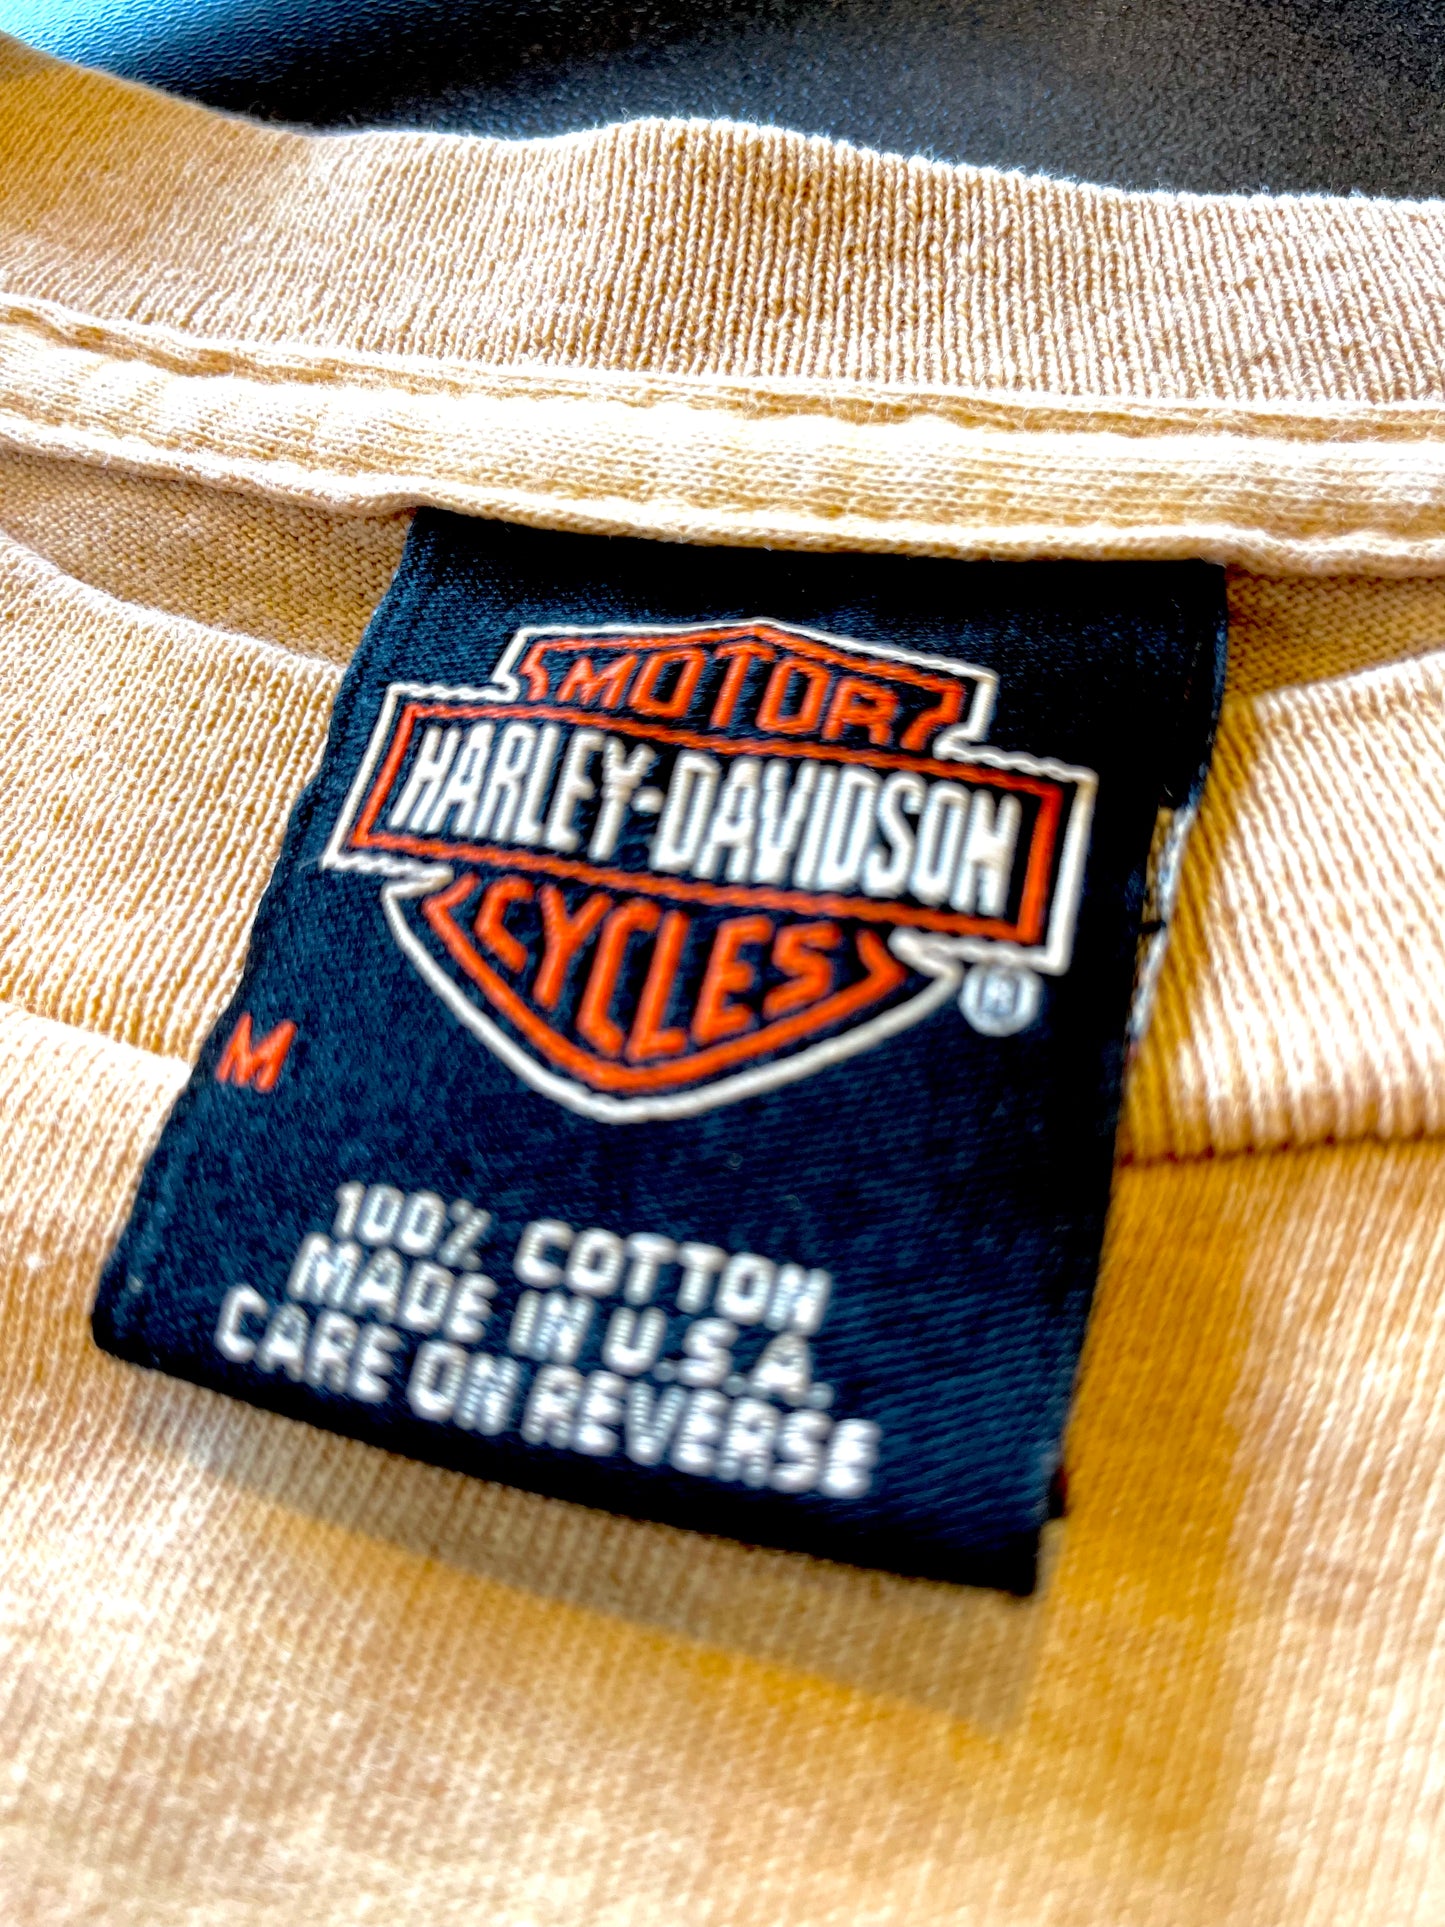 MOTOR
HARLEY-DAVIDSON
CYCLES
®
M
100% COTTON
MADE IN U.S.A.
CARE ON REVERSE